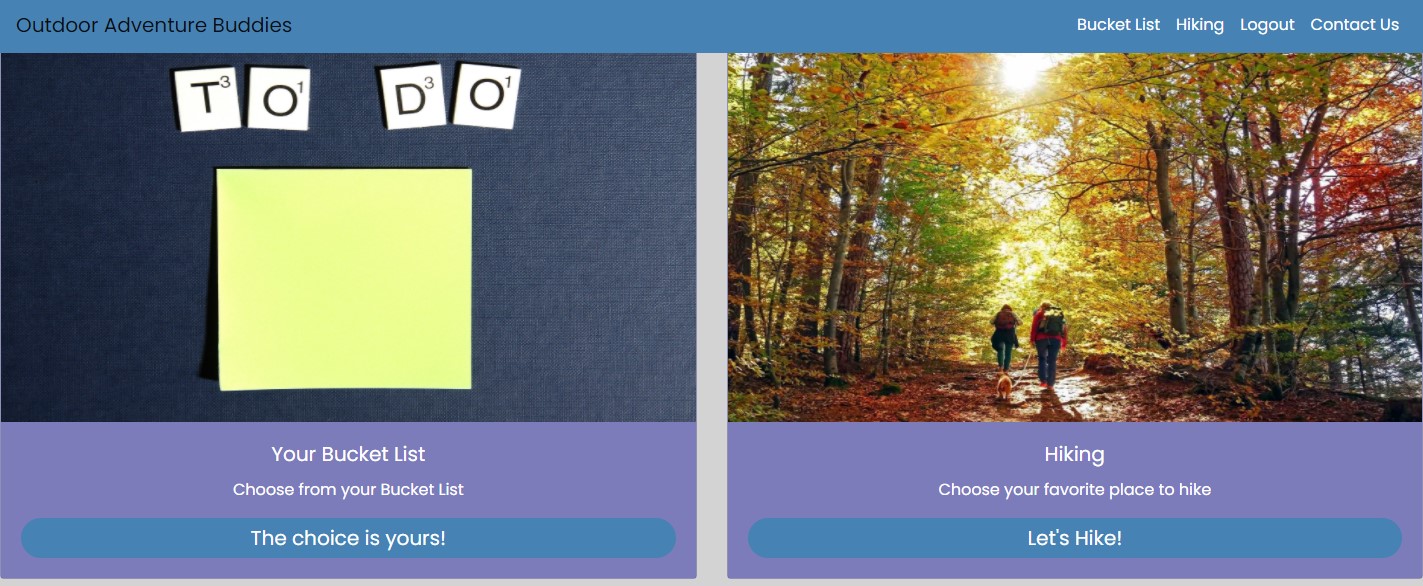 Outdoor Adventure Buddies
Bucket List Hiking Logout Contact Us
T3 O1 D3 O1
Your Bucket List
Choose from your Bucket List
The choice is yours!
Hiking
Choose your favorite place to hike
Let's Hike!